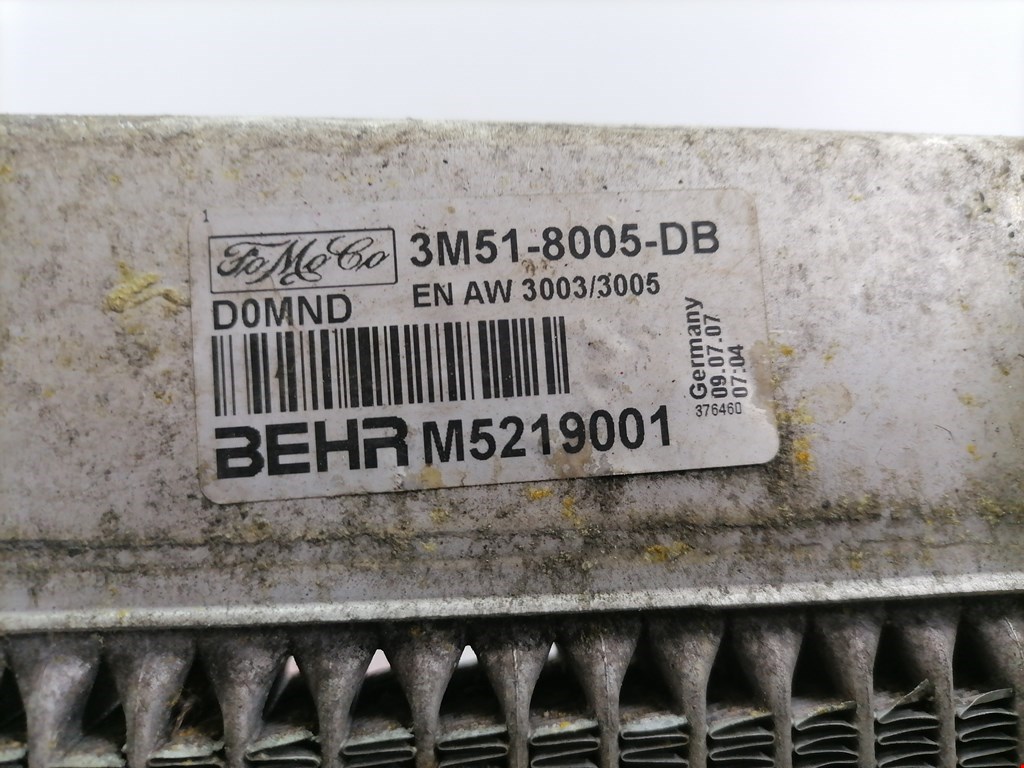 1
FoMoCo 3M51-8005-DB
D0MND EN AW 3003/3005
BEHR M5219001
Germany
09.07.07
07:04
376460